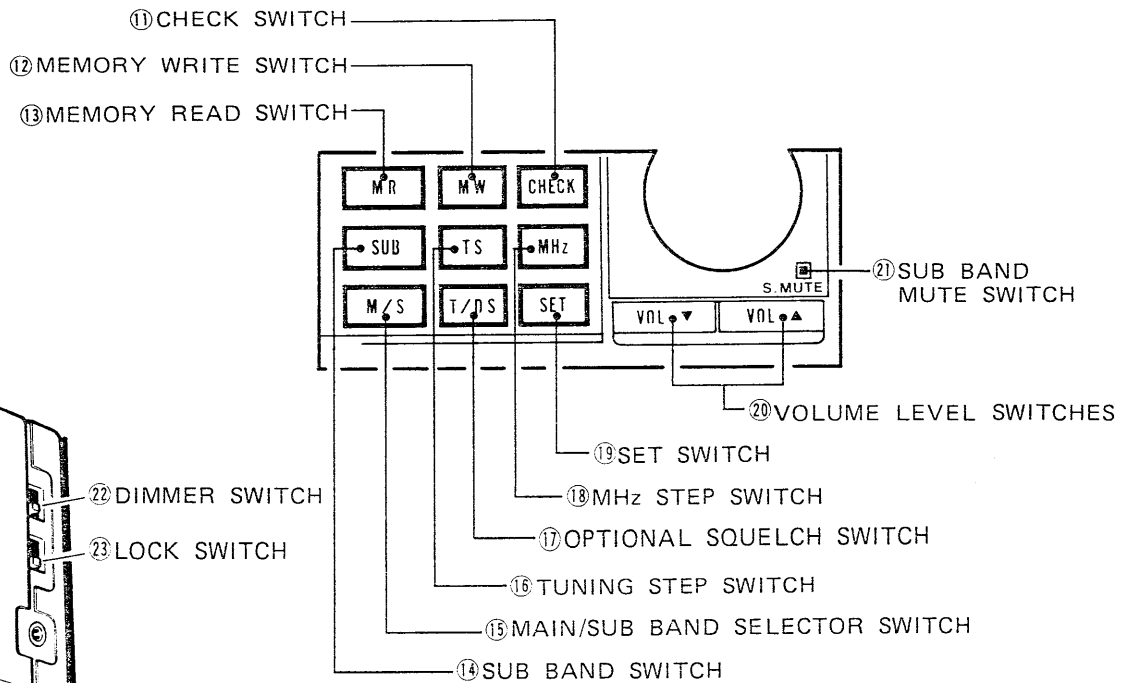 ⑪CHECK SWITCH
⑫MEMORY WRITE SWITCH
⑬MEMORY READ SWITCH
MR MW CHECK
SUB TS MHz
M/S T/DS SET
S.MUTE
VOL ▼ VOL ▲
㉑SUB BAND
MUTE SWITCH
⑳VOLUME LEVEL SWITCHES
⑲SET SWITCH
⑱MHz STEP SWITCH
⑰OPTIONAL SQUELCH SWITCH
⑯TUNING STEP SWITCH
⑮MAIN/SUB BAND SELECTOR SWITCH
⑭SUB BAND SWITCH
㉒DIMMER SWITCH
㉓LOCK SWITCH